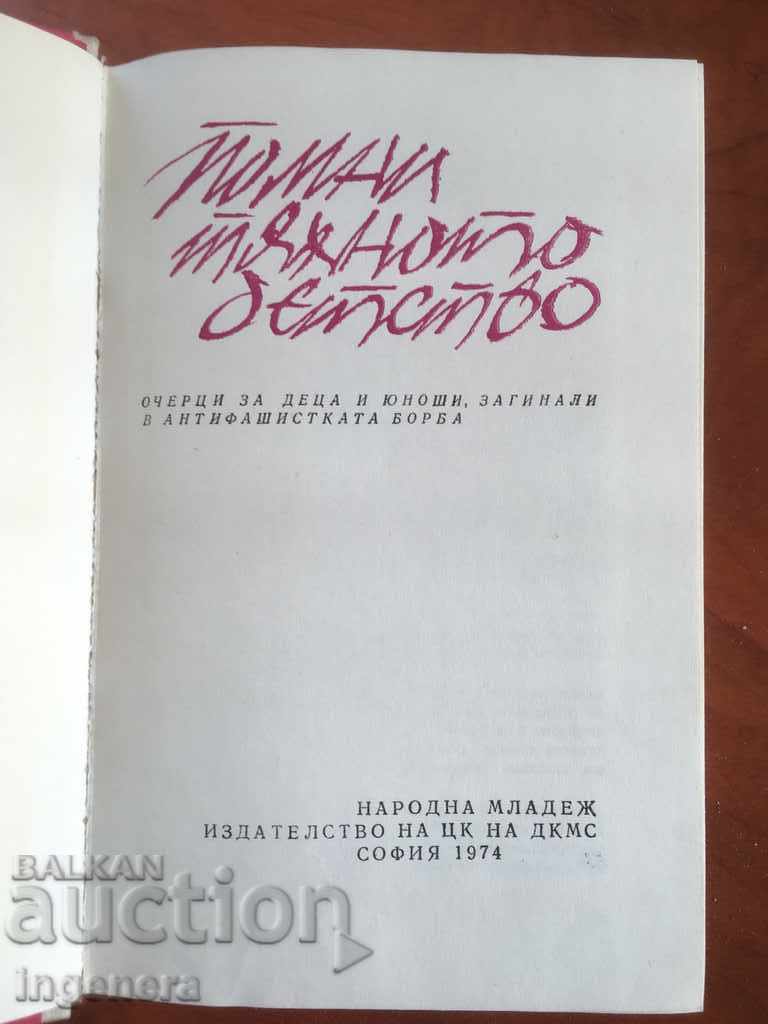 Помни
тяхното
детство
ОЧЕРЦИ ЗА ДЕЦА И ЮНОШИ, ЗАГИНАЛИ
В АНТИФАШИСТКАТА БОРБА
НАРОДНА МЛАДЕЖ
ИЗДАТЕЛСТВО НА ЦК НА ДКМС
СОФИЯ 1974
BALKAN
auction
ingenera